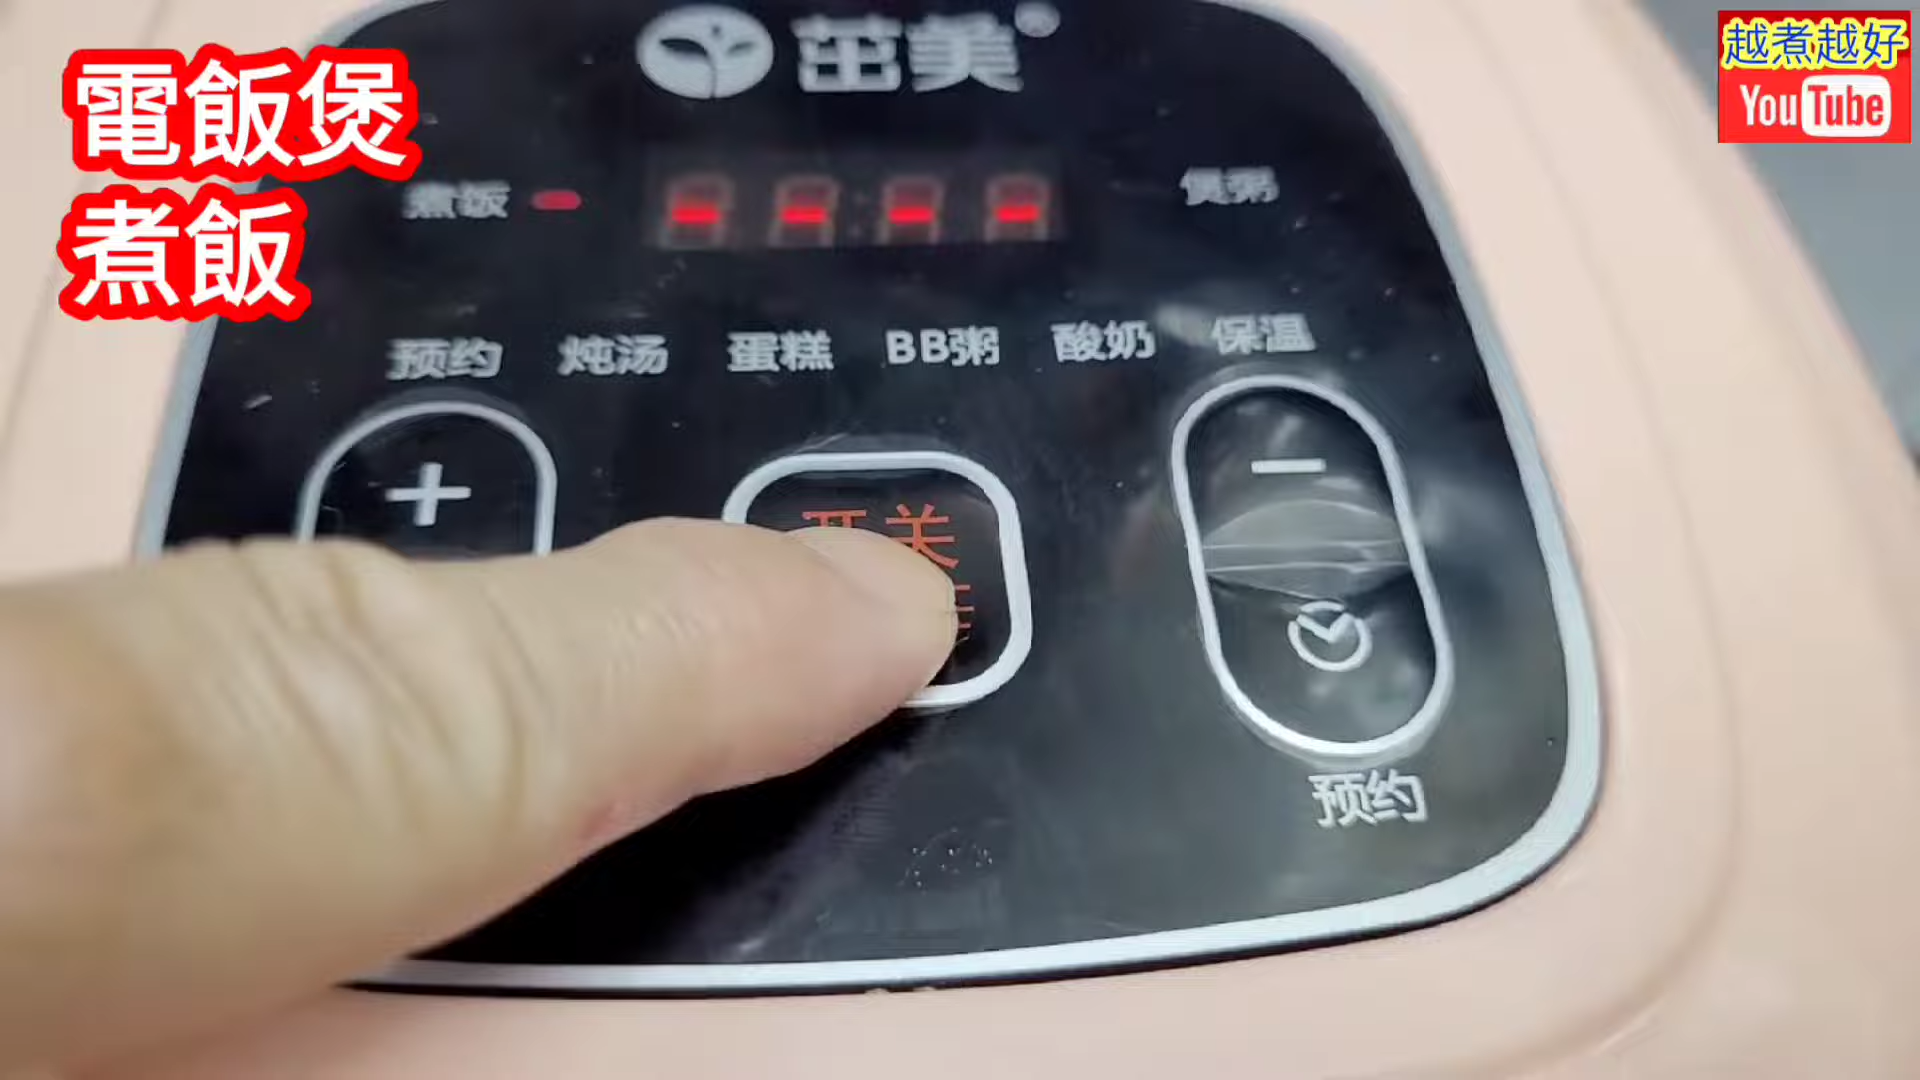 電飯煲
煮飯
越煮越好
YouTube
茁美®
煮饭
煲粥
预约 炖汤 蛋糕 BB粥 酸奶 保温
+
−
开关
预约